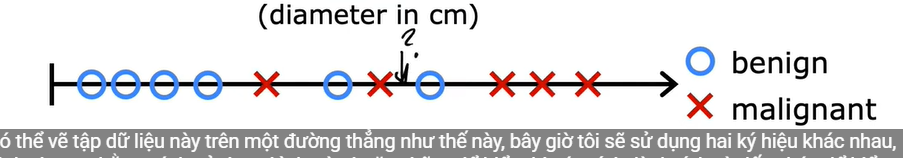 (diameter in cm)
?
benign
malignant
ó thể vẽ tập dữ liệu này trên một đường thẳng như thế này, bây giờ tôi sẽ sử dụng hai ký hiệu khác nhau,